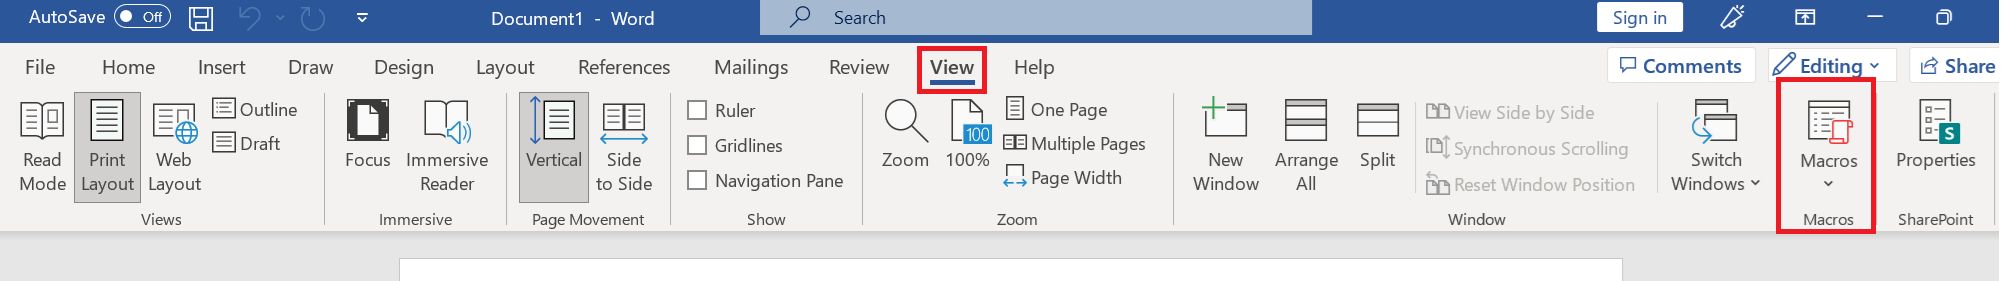 AutoSave Off Document1 - Word Search Sign in
File Home Insert Draw Design Layout References Mailings Review View Help Comments Editing Share
Read Mode
Print Layout
Web Layout
Outline
Draft
Views
Focus
Immersive Reader
Immersive
Vertical
Side to Side
Page Movement
Ruler
Gridlines
Navigation Pane
Show
Zoom
100
100%
One Page
Multiple Pages
Page Width
Zoom
New Window
Arrange All
Split
View Side by Side
Synchronous Scrolling
Reset Window Position
Switch Windows
Window
Macros
Macros
S
Properties
SharePoint